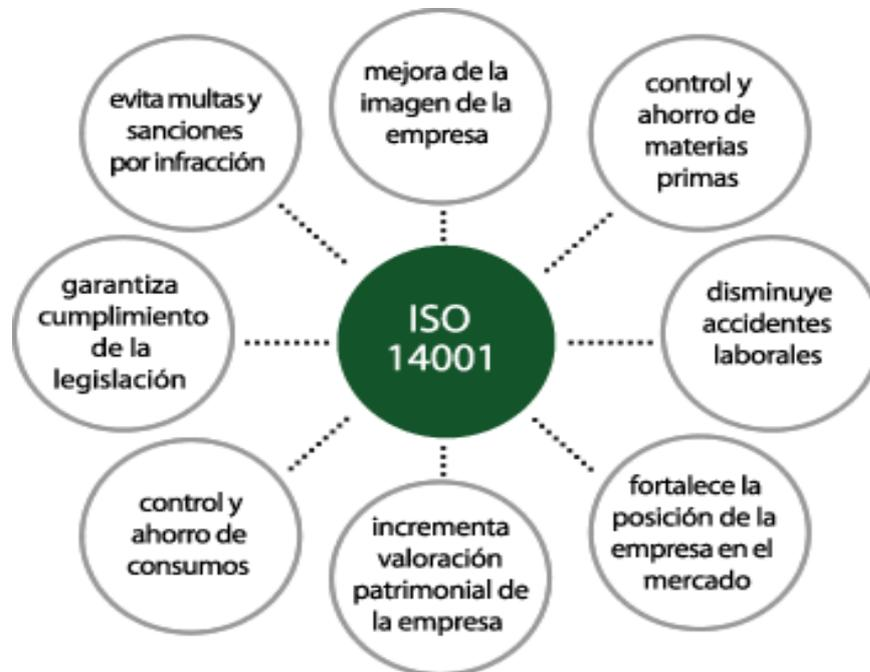 evita multas y
sanciones
por infracción
mejora de la
imagen de la
empresa
control y
ahorro de
materias
primas
garantiza
cumplimiento
de la
legislación
ISO
14001
disminuye
accidentes
laborales
control y
ahorro de
consumos
incrementa
valoración
patrimonial de
la empresa
fortalece la
posición de la
empresa en el
mercado